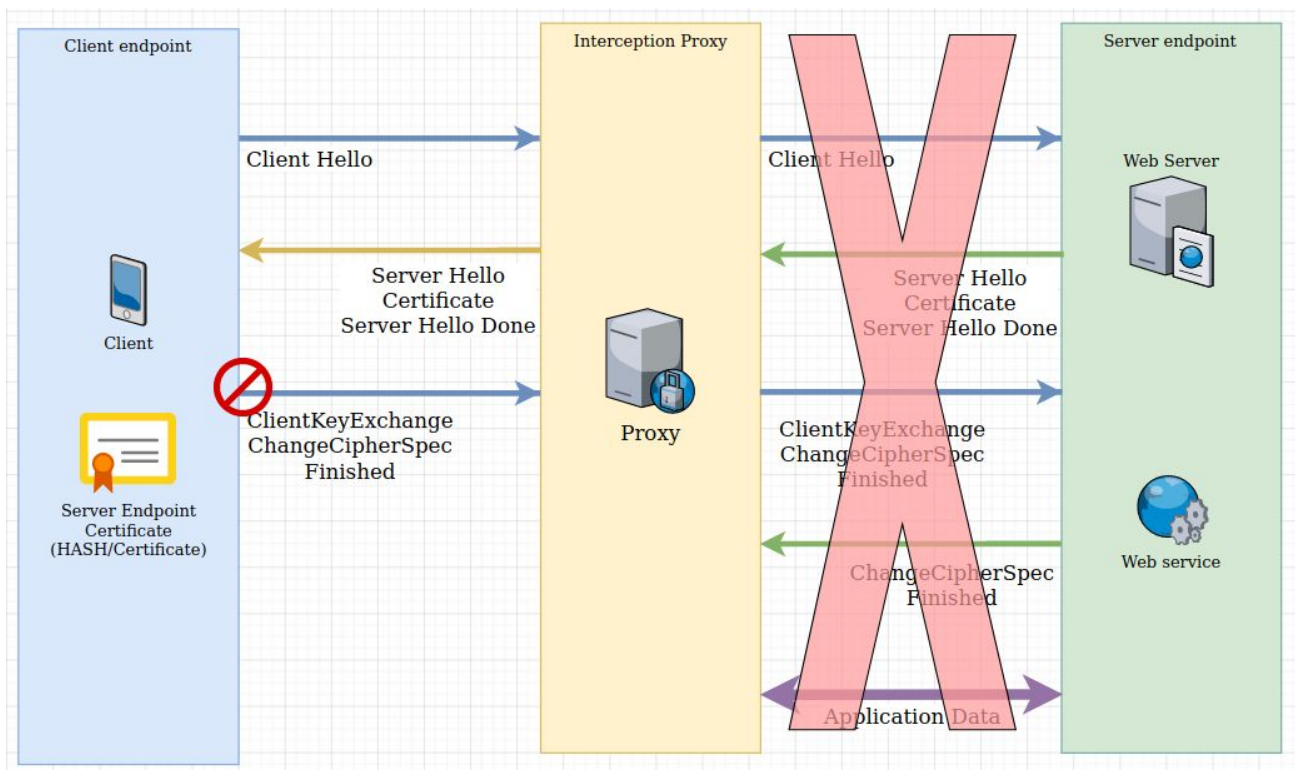 Client endpoint
Interception Proxy
Server endpoint
Client Hello
Client Hello
Web Server
Server Hello
Certificate
Server Hello Done
Server Hello
Certificate
Server Hello Done
Client
ClientKeyExchange
ChangeCipherSpec
Finished
Proxy
ClientKeyExchange
ChangeCipherSpec
Finished
Server Endpoint
Certificate
(HASH/Certificate)
Web service
ChangeCipherSpec
Finished
Application Data